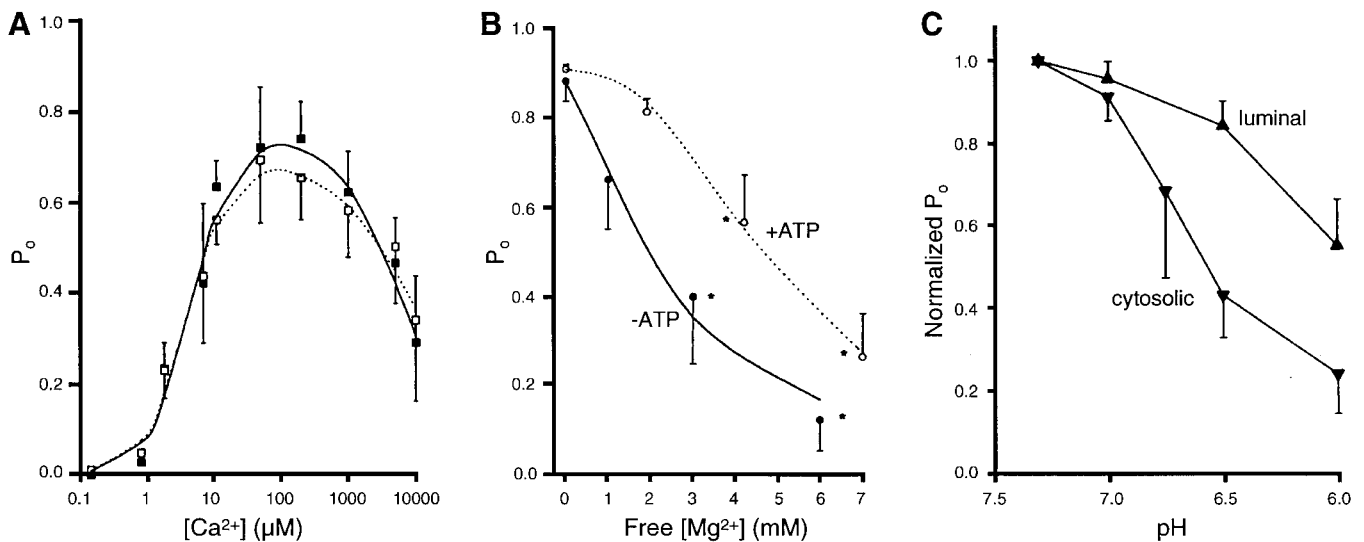 A
1.0
0.8
0.6
0.4
0.2
0.0
Po
0.1 1 10 100 1000 10000
[Ca2+] (µM)
B
1.0
0.8
0.6
0.4
0.2
0.0
Po
+ATP
-ATP
* * * *
0 1 2 3 4 5 6 7
Free [Mg2+] (mM)
C
1.0
0.8
0.6
0.4
0.2
0.0
Normalized Po
luminal
cytosolic
7.5 7.0 6.5 6.0
pH